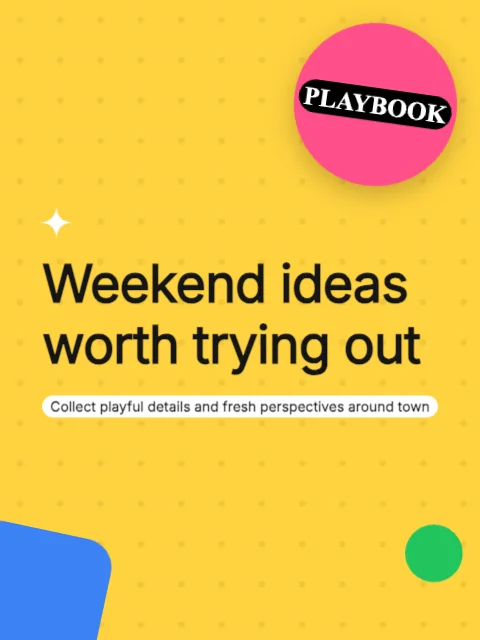 PLAYBOOK
Weekend ideas
worth trying out
Collect playful details and fresh perspectives around town